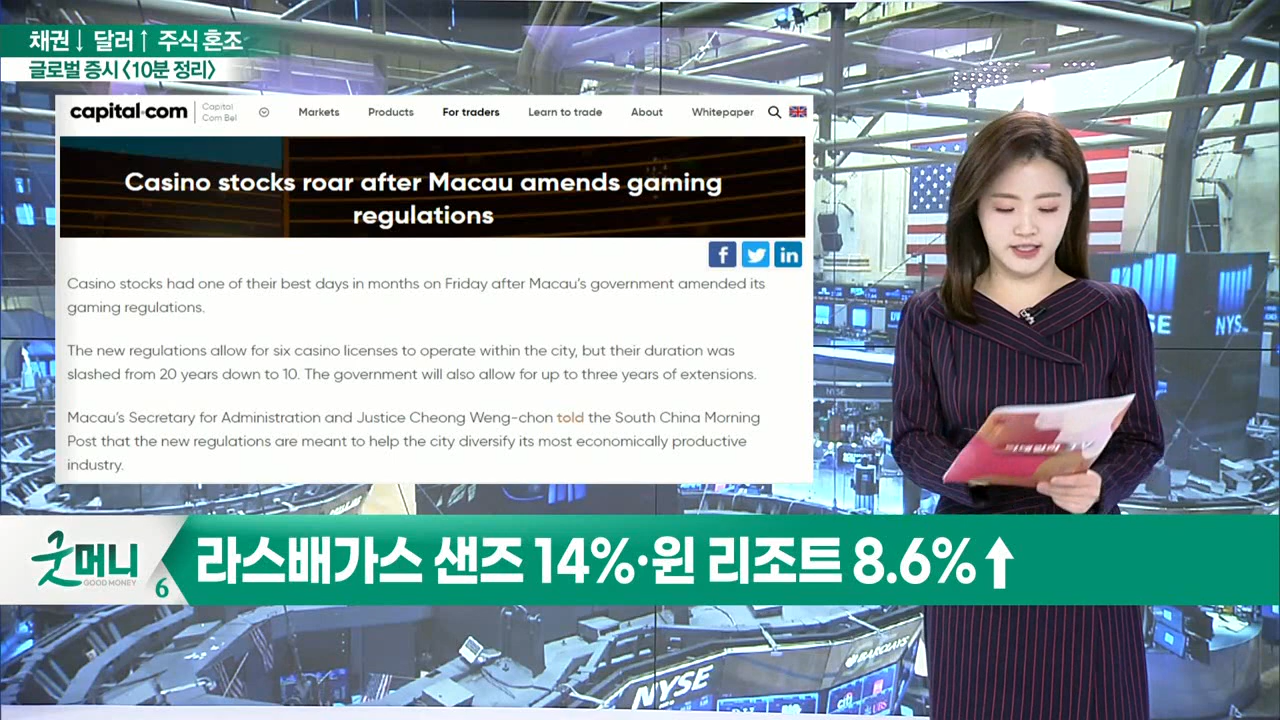 채권↓ 달러↑ 주식 혼조
글로벌 증시 <10분 정리>
capital.com
Capital
Com Bel
Markets
Products
For traders
Learn to trade
About
Whitepaper
Casino stocks roar after Macau amends gaming
regulations
Casino stocks had one of their best days in months on Friday after Macau's government amended its
gaming regulations.
The new regulations allow for six casino licenses to operate within the city, but their duration was
slashed from 20 years down to 10. The government will also allow for up to three years of extensions.
Macau's Secretary for Administration and Justice Cheong Weng-chon told the South China Morning
Post that the new regulations are meant to help the city diversify its most economically productive
industry.
NYS
NYSE
굿머니
GOOD MONEY
6
라스배가스 샌즈 14%·윈 리조트 8.6%↑
BARCLAYS
NYSE
citi
UBS